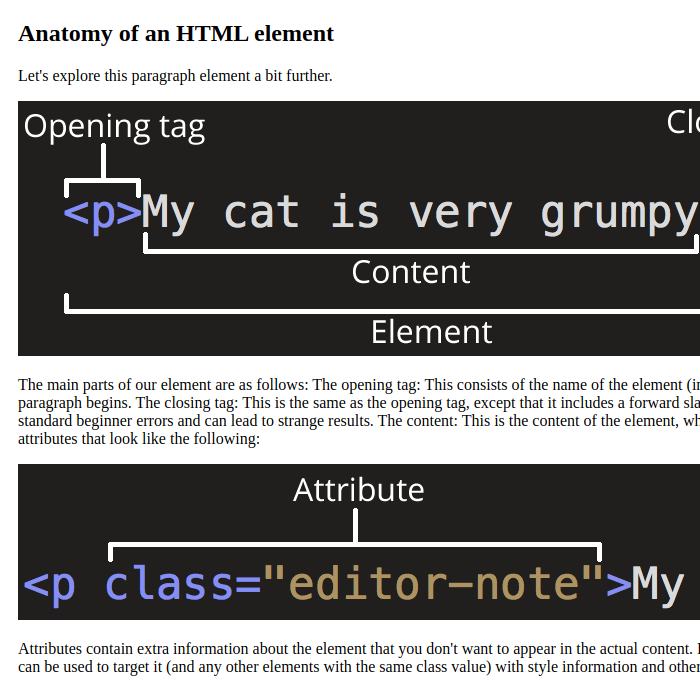 Anatomy of an HTML element
Let's explore this paragraph element a bit further.
Opening tag
<p>My cat is very grumpy
Content
Element
The main parts of our element are as follows: The opening tag: This consists of the name of the element
paragraph begins. The closing tag: This is the same as the opening tag, except that it includes a forward
standard beginner errors and can lead to strange results. The content: This is the content of the element,
attributes that look like the following:
Attribute
<p class="editor-note">My
Attributes contain extra information about the element that you don't want to appear in the actual content.
can be used to target it (and any other elements with the same class value) with style information and